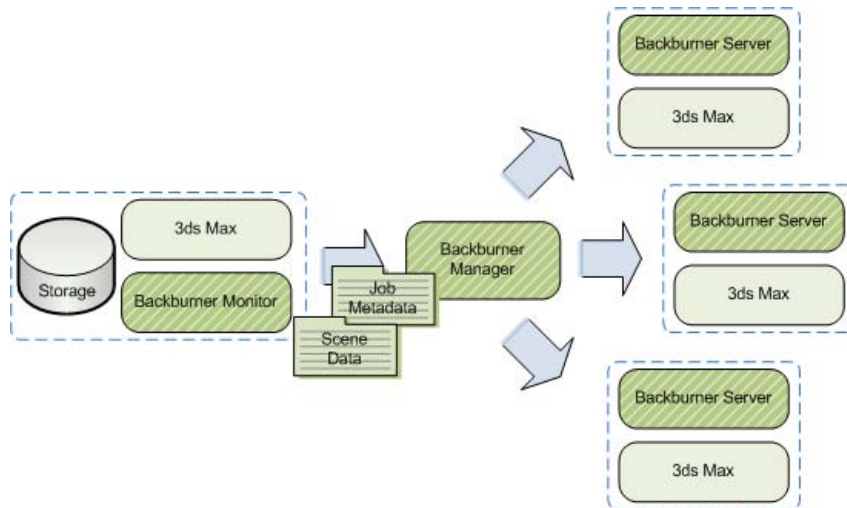 Storage
3ds Max
Backburner Monitor
Job
Metadata
Scene
Data
Backburner
Manager
Backburner Server
3ds Max
Backburner Server
3ds Max
Backburner Server
3ds Max